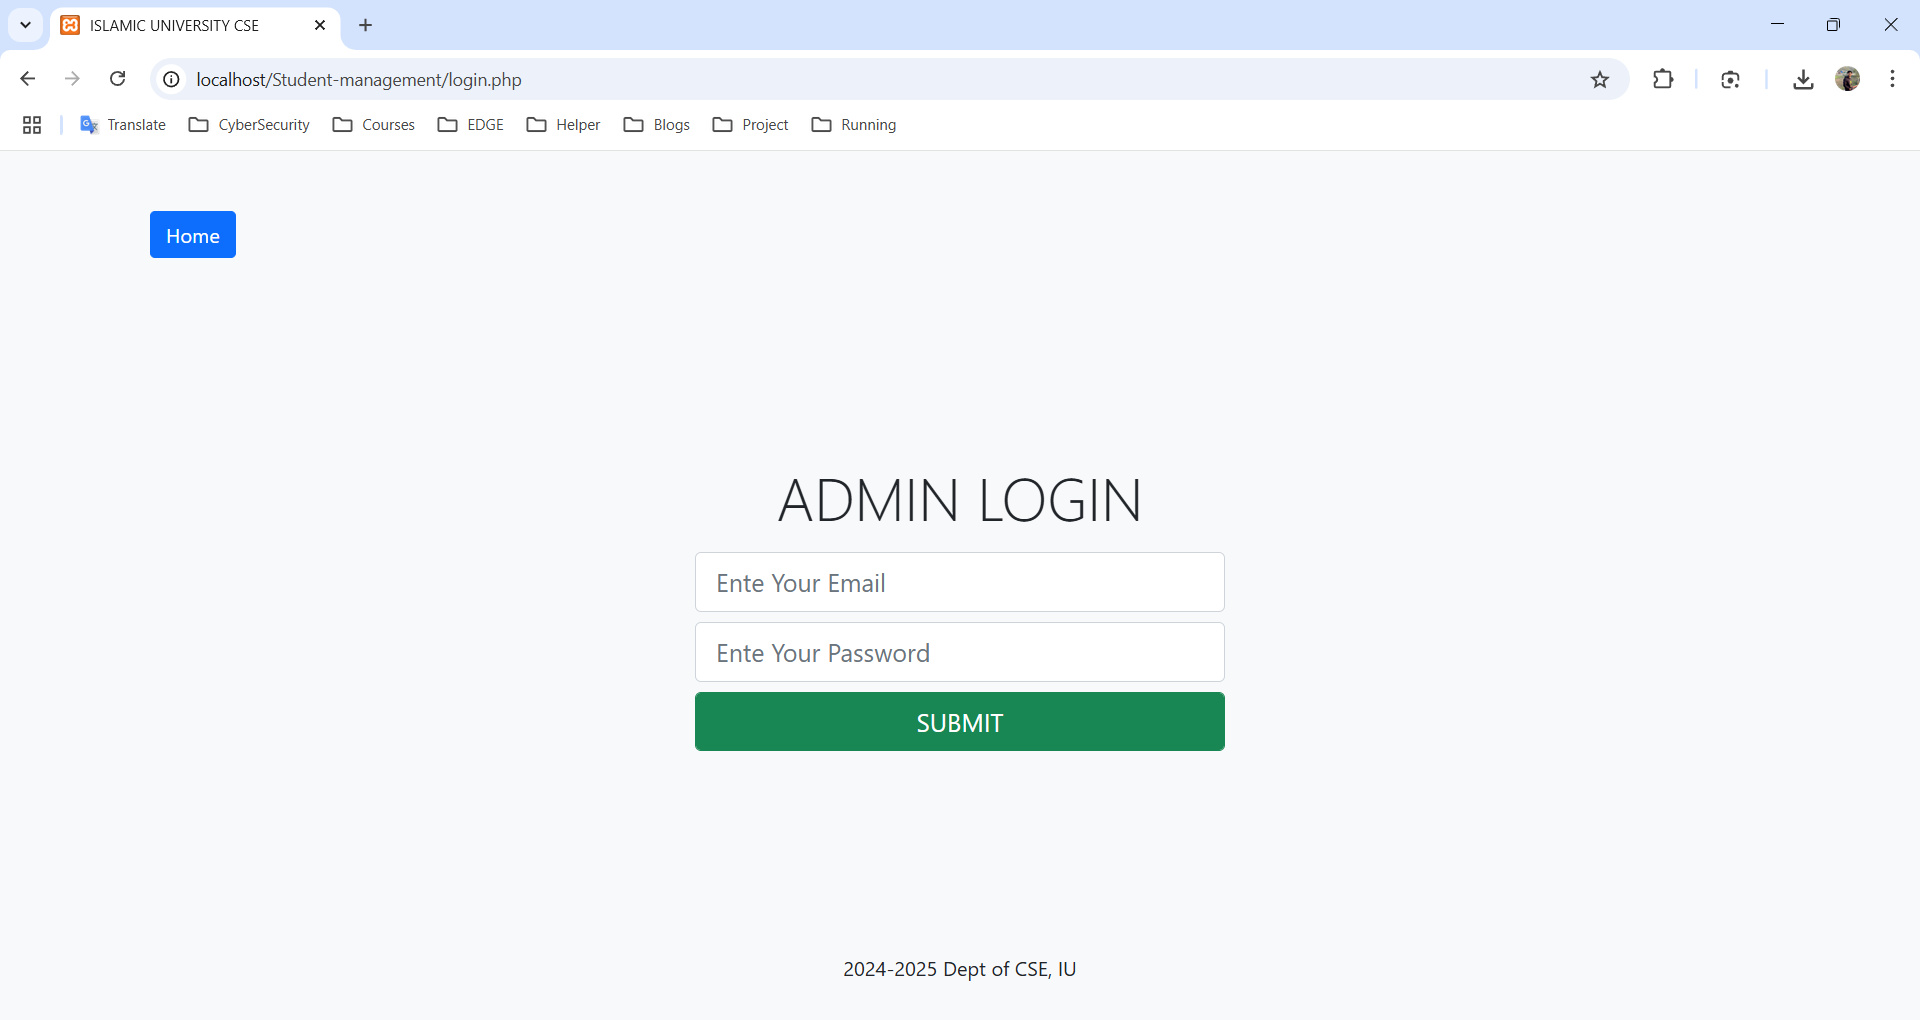 ISLAMIC UNIVERSITY CSE
localhost/Student-management/login.php
Translate CyberSecurity Courses EDGE Helper Blogs Project Running
Home
ADMIN LOGIN
Ente Your Email
Ente Your Password
SUBMIT
2024-2025 Dept of CSE, IU